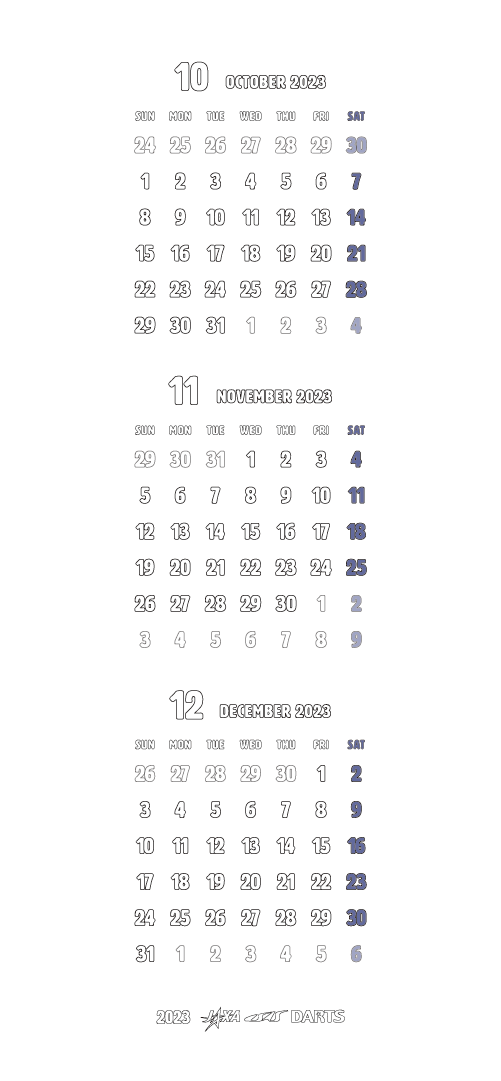 10 OCTOBER 2023
SUN MON TUE WED THU FRI SAT
24 25 26 27 28 29 30
1 2 3 4 5 6 7
8 9 10 11 12 13 14
15 16 17 18 19 20 21
22 23 24 25 26 27 28
29 30 31 1 2 3 4
11 NOVEMBER 2023
SUN MON TUE WED THU FRI SAT
29 30 31 1 2 3 4
5 6 7 8 9 10 11
12 13 14 15 16 17 18
19 20 21 22 23 24 25
26 27 28 29 30 1 2
3 4 5 6 7 8 9
12 DECEMBER 2023
SUN MON TUE WED THU FRI SAT
26 27 28 29 30 1 2
3 4 5 6 7 8 9
10 11 12 13 14 15 16
17 18 19 20 21 22 23
24 25 26 27 28 29 30
31 1 2 3 4 5 6
2023 JAXA DARTS